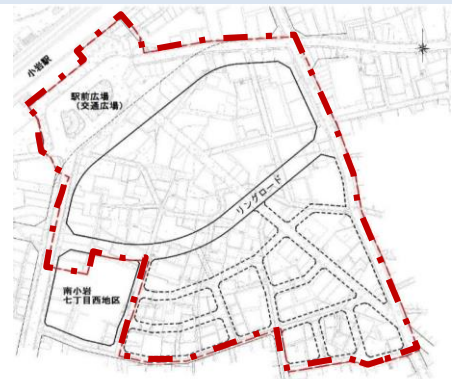 小岩駅
駅前広場
(交通広場)
リングロード
南小岩
七丁目西地区